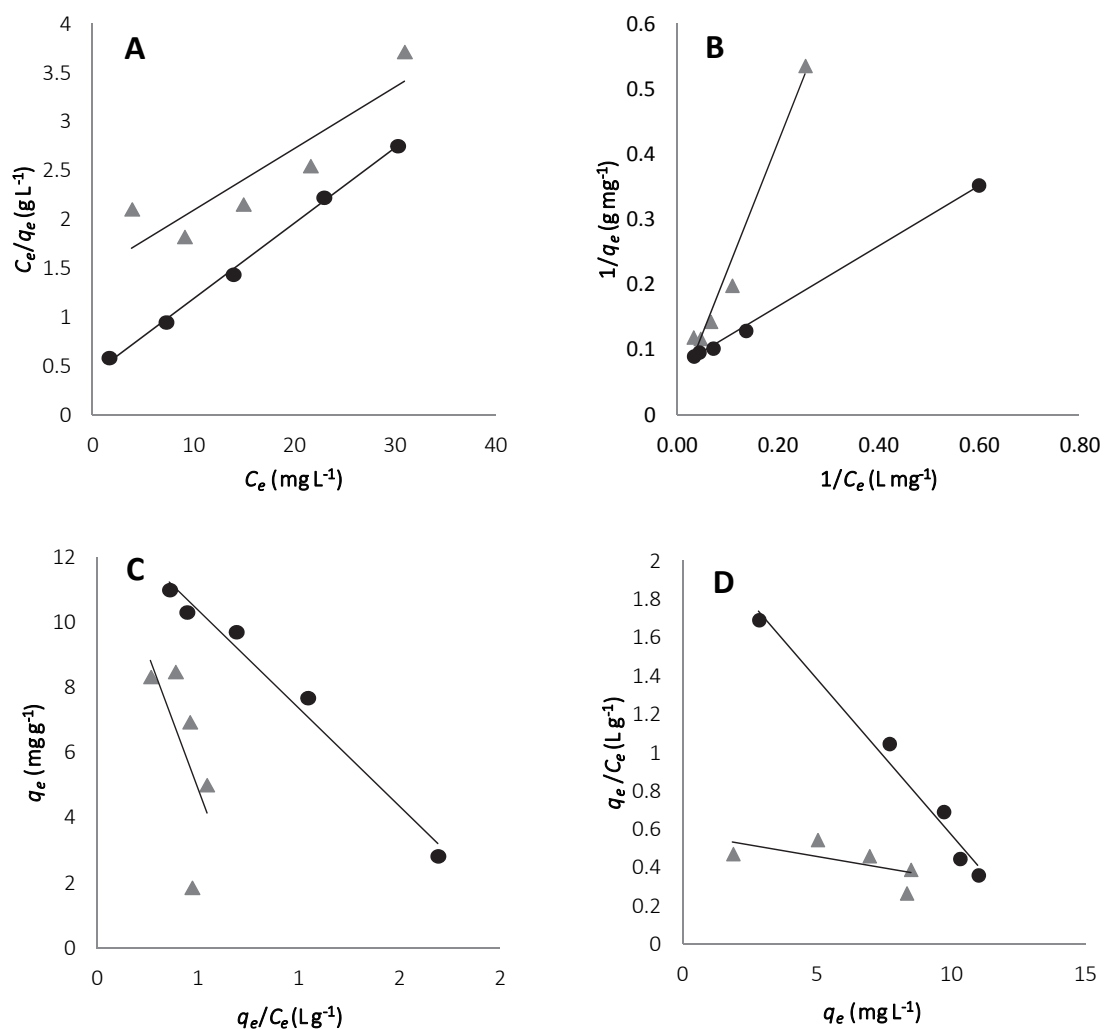 A
4
3.5
3
2.5
2
1.5
1
0.5
0
0 10 20 30 40
Ce/qe (g L-1)
Ce (mg L-1)
B
0.6
0.5
0.4
0.3
0.2
0.1
0
0.00 0.20 0.40 0.60 0.80
1/qe (g mg-1)
1/Ce (L mg-1)
C
12
10
8
6
4
2
0
0 1 1 2 2
qe (mg g-1)
qe/Ce (L g-1)
D
2
1.8
1.6
1.4
1.2
1
0.8
0.6
0.4
0.2
0
0 5 10 15
qe /Ce (L g-1)
qe (mg L-1)